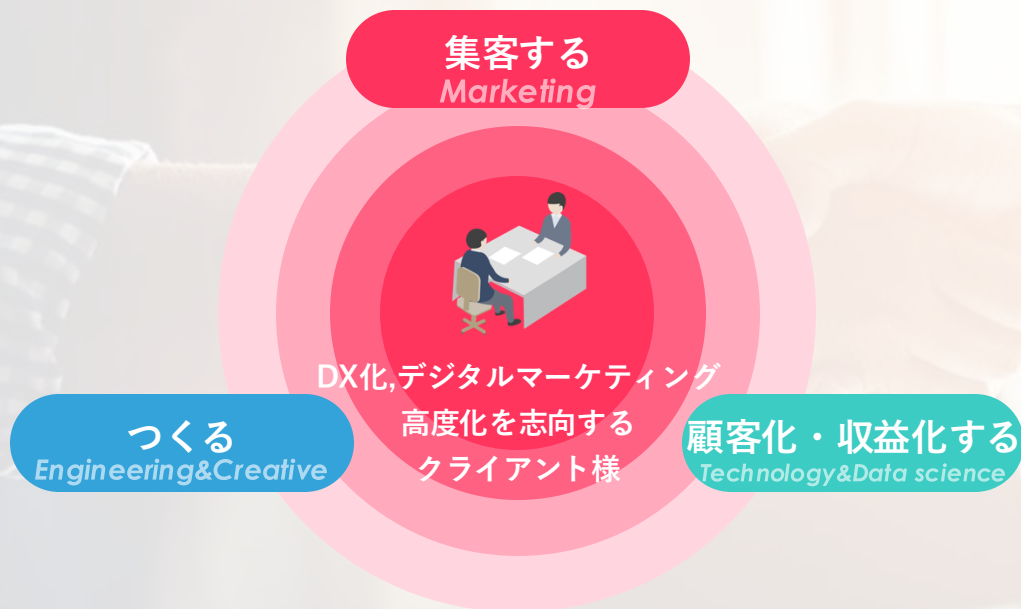 集客する
Marketing
DX化,デジタルマーケティング
高度化を志向する
クライアント様
つくる
Engineering&Creative
顧客化・収益化する
Technology&Data science